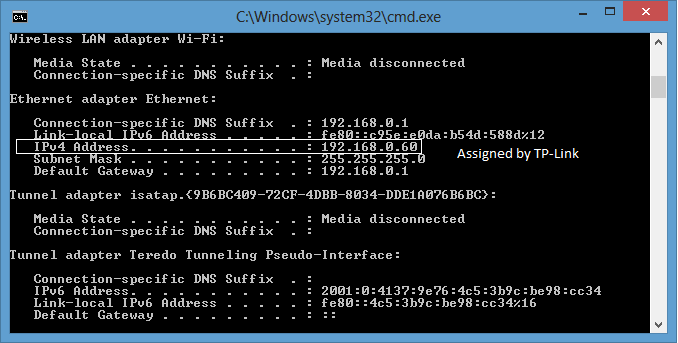 C:\Windows\system32\cmd.exe
Wireless LAN adapter Wi-Fi:
Media State . . . . . . . . . . . : Media disconnected
Connection-specific DNS Suffix  . :
Ethernet adapter Ethernet:
Connection-specific DNS Suffix  . : 192.168.0.1
Link-local IPv6 Address . . . . . : fe80::c95e:e0da:b54d:588d%12
IPv4 Address. . . . . . . . . . . : 192.168.0.60
Subnet Mask . . . . . . . . . . . : 255.255.255.0
Assigned by TP-Link
Default Gateway . . . . . . . . . : 192.168.0.1
Tunnel adapter isatap.{9B6BC409-72CF-4DBB-8034-DDE1A076B6BC}:
Media State . . . . . . . . . . . : Media disconnected
Connection-specific DNS Suffix  . :
Tunnel adapter Teredo Tunneling Pseudo-Interface:
Connection-specific DNS Suffix  . :
IPv6 Address. . . . . . . . . . . : 2001:0:4137:9e76:4c5:3b9c:be98:cc34
Link-local IPv6 Address . . . . . : fe80::4c5:3b9c:be98:cc34%16
Default Gateway . . . . . . . . . : ::